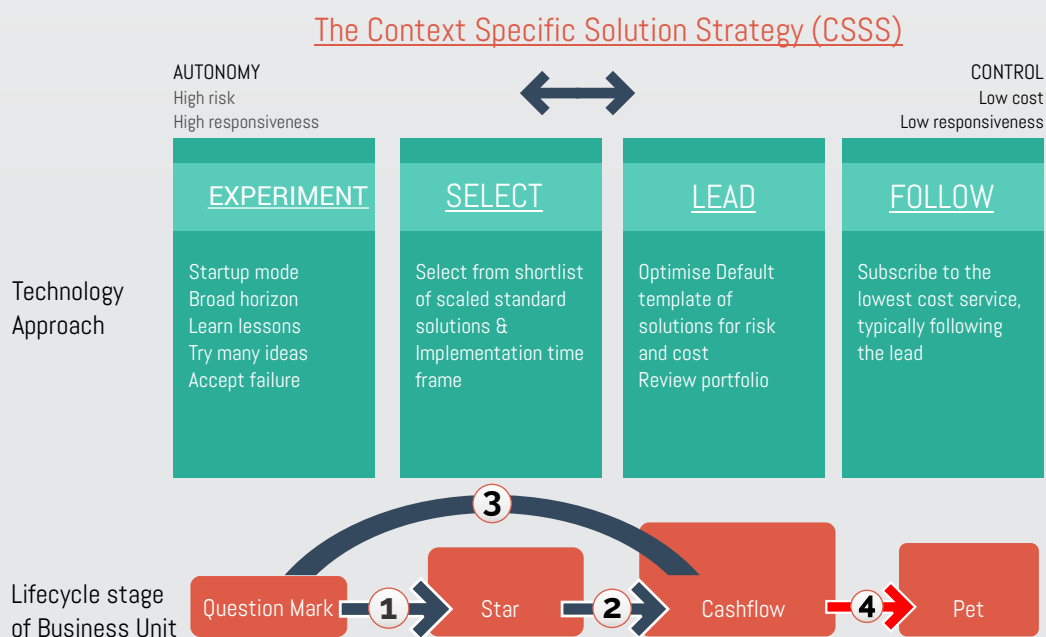 The Context Specific Solution Strategy (CSSS)
AUTONOMY
High risk
High responsiveness
CONTROL
Low cost
Low responsiveness
EXPERIMENT
SELECT
LEAD
FOLLOW
Technology
Approach
Startup mode
Broad horizon
Learn lessons
Try many ideas
Accept failure
Select from shortlist
of scaled standard
solutions &
Implementation time
frame
Optimise Default
template of
solutions for risk
and cost
Review portfolio
Subscribe to the
lowest cost service,
typically following
the lead
3
Lifecycle stage
of Business Unit
Question Mark
1
Star
2
Cashflow
4
Pet